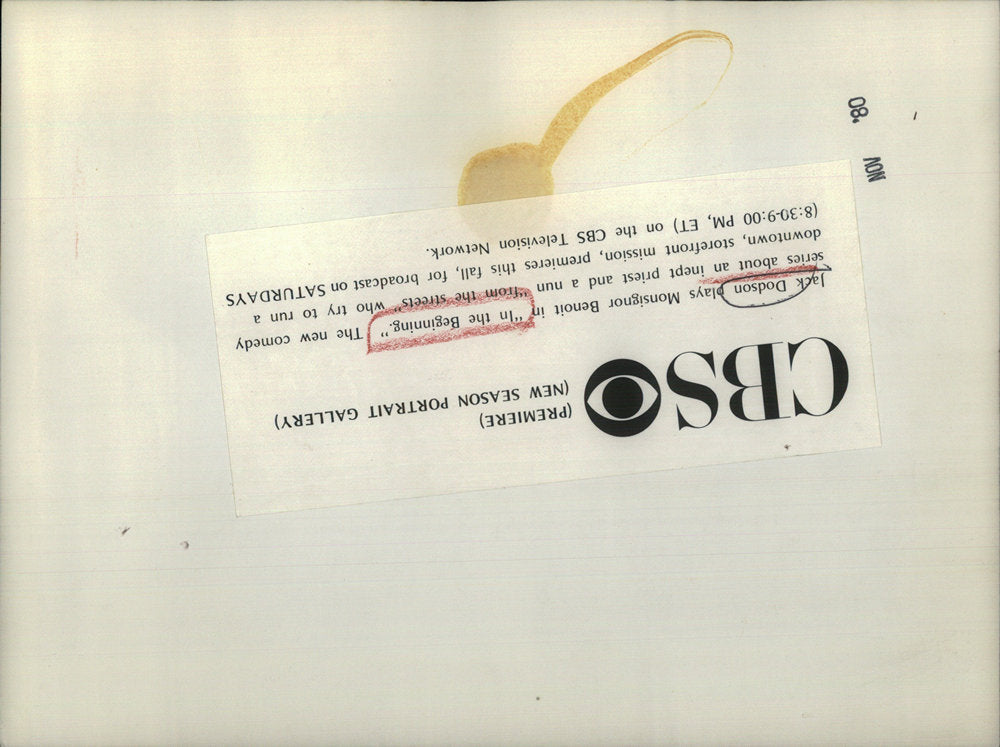 CBS
(PREMIERE)
(NEW SEASON PORTRAIT GALLERY)
Jack Dodson plays Monsignor Benoit in "In the Beginning." The new comedy
series about an inept priest and a nun "from the streets" who try to run a
downtown, storefront mission, premieres this fall, for broadcast on SATURDAYS
(8:30-9:00 PM, ET) on the CBS Television Network.
NOV